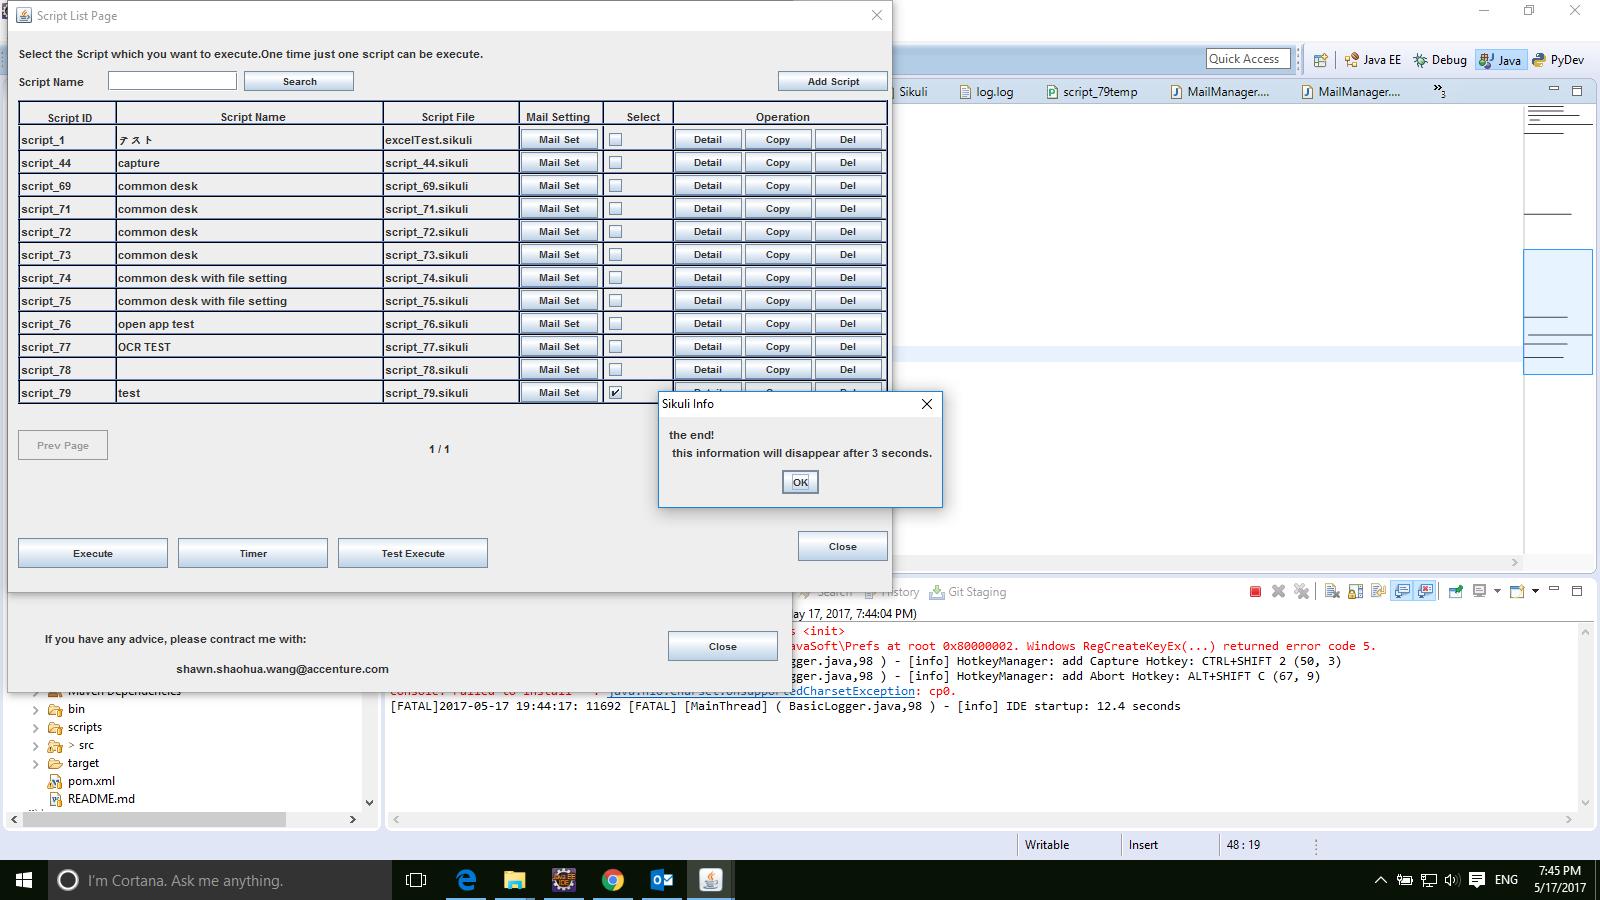 Script List Page
Select the Script which you want to execute.One time just one script can be execute.
Script Name Search Add Script
Script ID Script Name Script File Mail Setting Select Operation
script_1 テスト excelTest.sikuli Mail Set Detail Copy Del
script_44 capture script_44.sikuli Mail Set Detail Copy Del
script_69 common desk script_69.sikuli Mail Set Detail Copy Del
script_71 common desk script_71.sikuli Mail Set Detail Copy Del
script_72 common desk script_72.sikuli Mail Set Detail Copy Del
script_73 common desk script_73.sikuli Mail Set Detail Copy Del
script_74 common desk with file setting script_74.sikuli Mail Set Detail Copy Del
script_75 common desk with file setting script_75.sikuli Mail Set Detail Copy Del
script_76 open app test script_76.sikuli Mail Set Detail Copy Del
script_77 OCR TEST script_77.sikuli Mail Set Detail Copy Del
script_78 script_78.sikuli Mail Set Detail Copy Del
script_79 test script_79.sikuli Mail Set Detail Copy Del
Prev Page 1 / 1
Execute Timer Test Execute Close
Sikuli Info
the end!
this information will disappear after 3 seconds.
OK
If you have any advice, please contract me with:
shawn.shaohua.wang@accenture.com
Close
Quick Access Java EE Debug Java PyDev
Sikuli log.log script_79temp MailManager.... MailManager.... »3
Search History Git Staging
ay 17, 2017, 7:44:04 PM)
s <init>
avaSoft\Prefs at root 0x80000002. Windows RegCreateKeyEx(...) returned error code 5.
gger.java,98 ) - [info] HotkeyManager: add Capture Hotkey: CTRL+SHIFT 2 (50, 3)
gger.java,98 ) - [info] HotkeyManager: add Abort Hotkey: ALT+SHIFT C (67, 9)
console: Failed to install '': java.nio.charset.UnsupportedCharsetException: cp0.
[FATAL]2017-05-17 19:44:17: 11692 [FATAL] [MainThread] ( BasicLogger.java,98 ) - [info] IDE startup: 12.4 seconds
Maven Dependencies
bin
scripts
> src
target
pom.xml
README.md
Writable Insert 48 : 19
I'm Cortana. Ask me anything.
ENG
7:45 PM
5/17/2017